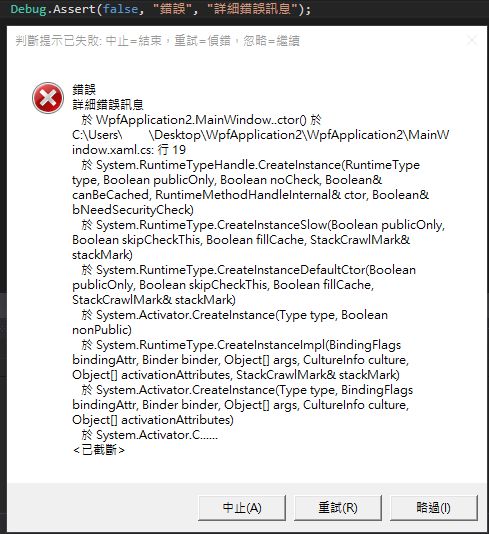 Debug.Assert(false, "錯誤", "詳細錯誤訊息");
判斷提示已失敗: 中止=結束，重試=偵錯，忽略=繼續
錯誤
詳細錯誤訊息
於 WpfApplication2.MainWindow..ctor() 於
C:\Users\ \Desktop\WpfApplication2\WpfApplication2\MainW
indow.xaml.cs: 行 19
於 System.RuntimeTypeHandle.CreateInstance(RuntimeType
type, Boolean publicOnly, Boolean noCheck, Boolean&
canBeCached, RuntimeMethodHandleInternal& ctor, Boolean&
bNeedSecurityCheck)
於 System.RuntimeType.CreateInstanceSlow(Boolean publicOnly,
Boolean skipCheckThis, Boolean fillCache, StackCrawlMark&
stackMark)
於 System.RuntimeType.CreateInstanceDefaultCtor(Boolean
publicOnly, Boolean skipCheckThis, Boolean fillCache,
StackCrawlMark& stackMark)
於 System.Activator.CreateInstance(Type type, Boolean
nonPublic)
於 System.RuntimeType.CreateInstanceImpl(BindingFlags
bindingAttr, Binder binder, Object[] args, CultureInfo culture,
Object[] activationAttributes, StackCrawlMark& stackMark)
於 System.Activator.CreateInstance(Type type, BindingFlags
bindingAttr, Binder binder, Object[] args, CultureInfo culture,
Object[] activationAttributes)
於 System.Activator.C......
<已截斷>
中止(A)
重試(R)
略過(I)